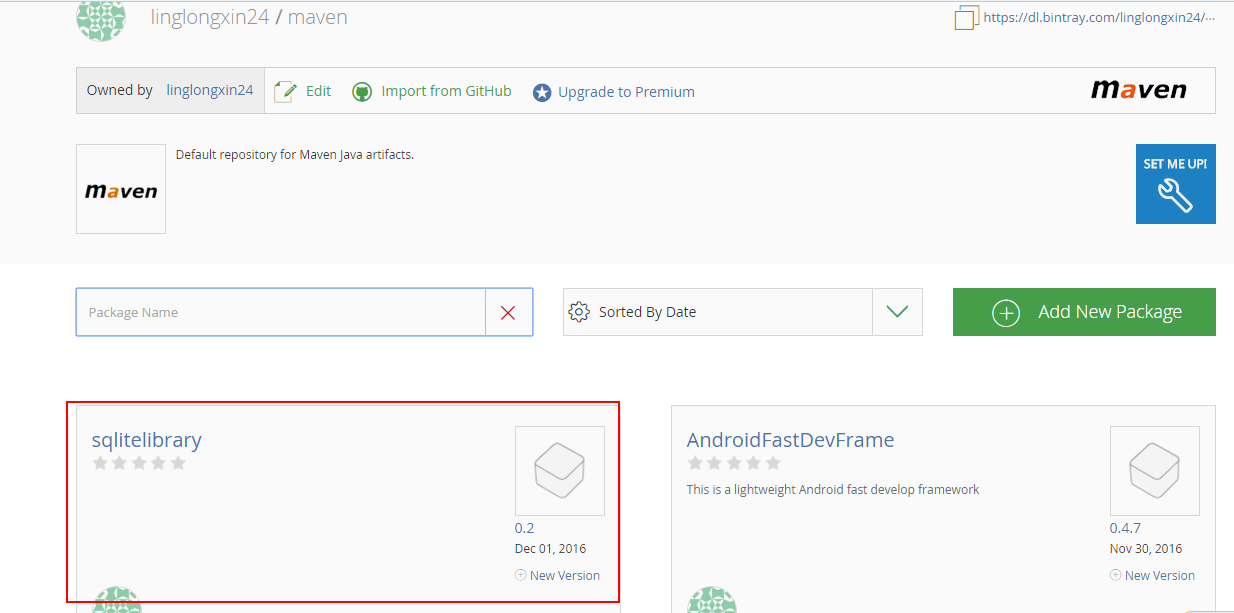 linglongxin24 / maven
https://dl.bintray.com/linglongxin24/···
Owned by linglongxin24 Edit Import from GitHub Upgrade to Premium maven
Default repository for Maven Java artifacts.
maven
SET ME UP!
Package Name
Sorted By Date
Add New Package
sqlitelibrary
0.2
Dec 01, 2016
New Version
AndroidFastDevFrame
This is a lightweight Android fast develop framework
0.4.7
Nov 30, 2016
New Version